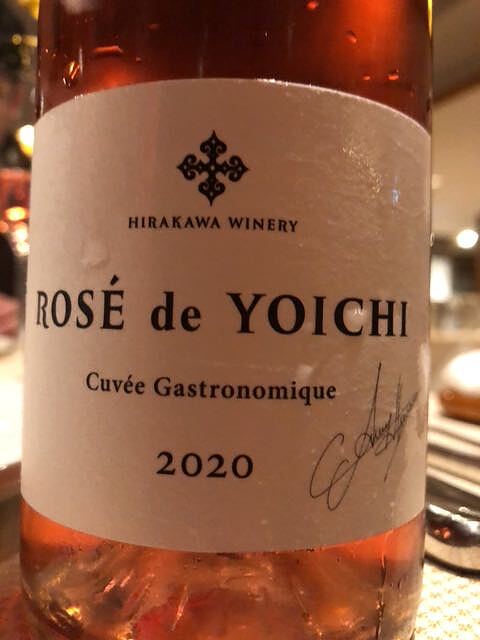 HIRAKAWA WINERY
ROSÉ de YOICHI
Cuvée Gastronomique
2020